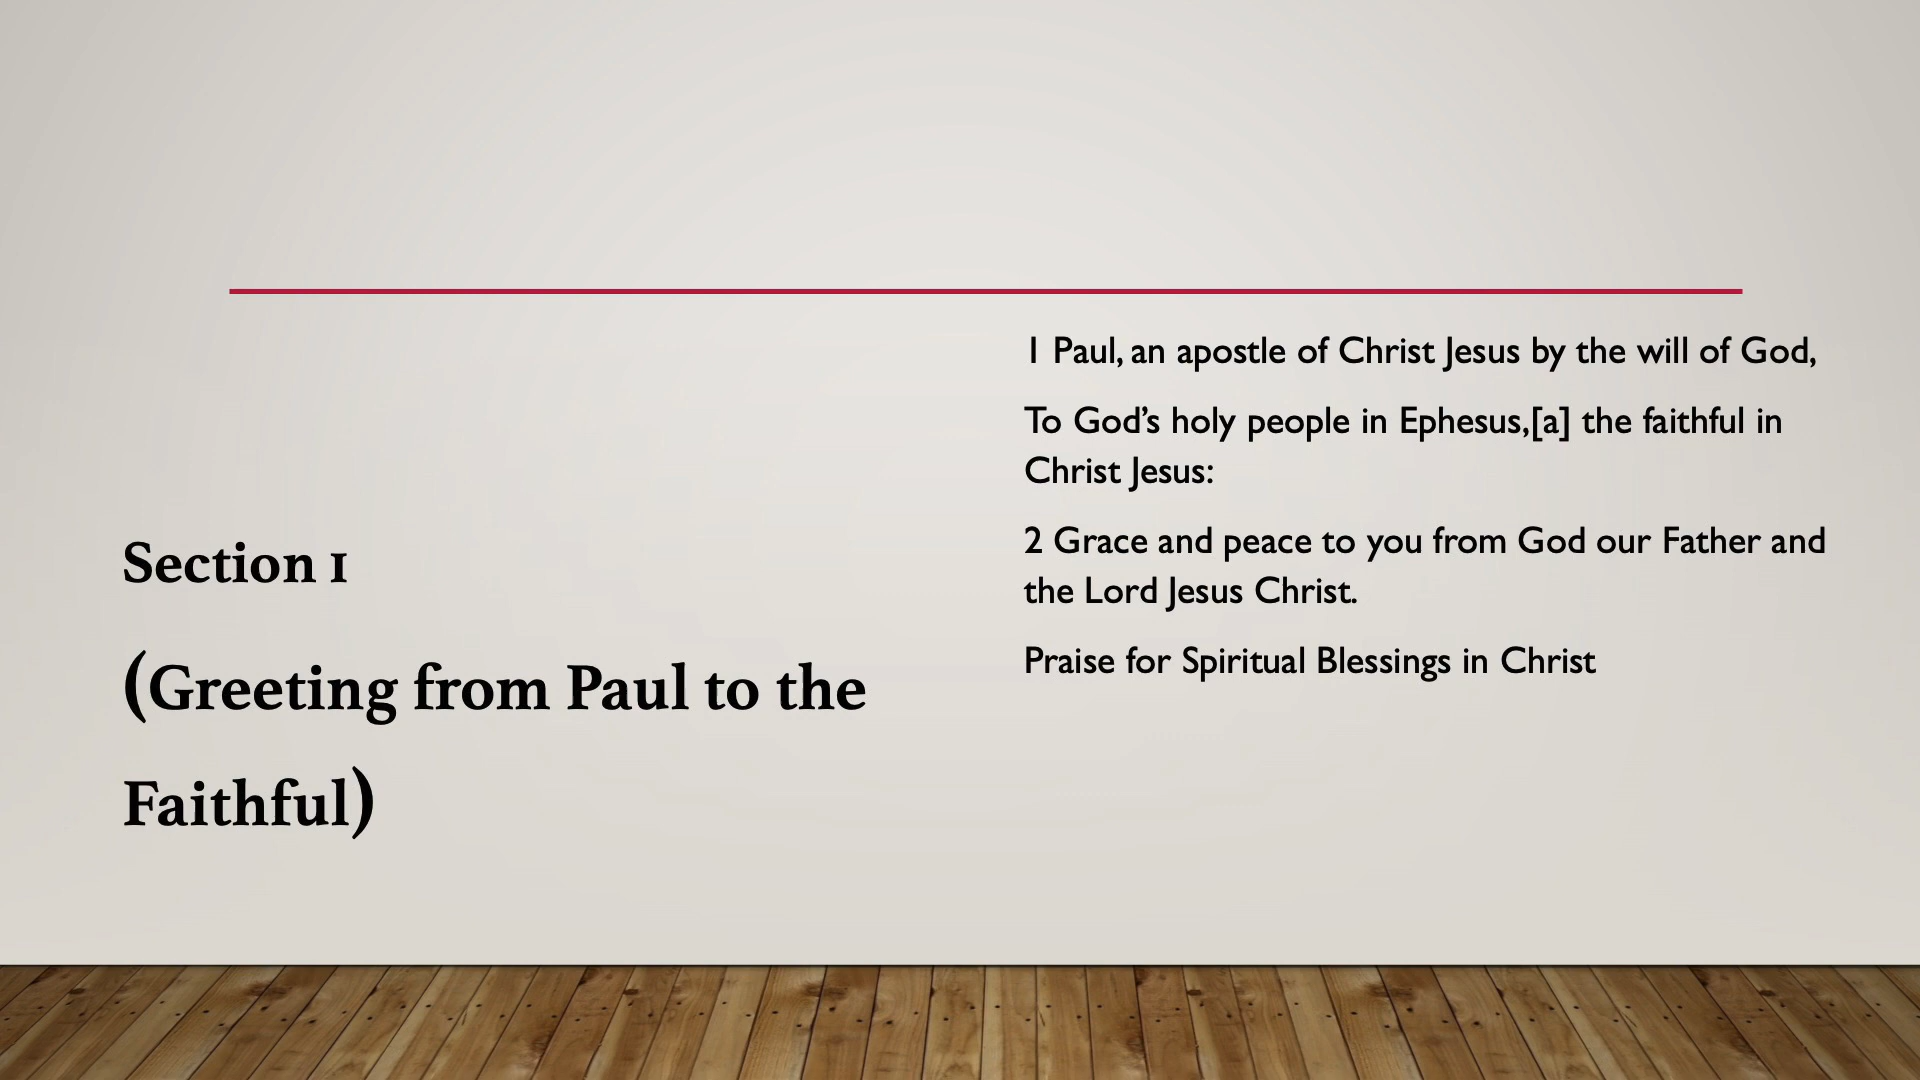 Section 1
(Greeting from Paul to the
Faithful)
1 Paul, an apostle of Christ Jesus by the will of God,
To God’s holy people in Ephesus,[a] the faithful in
Christ Jesus:
2 Grace and peace to you from God our Father and
the Lord Jesus Christ.
Praise for Spiritual Blessings in Christ